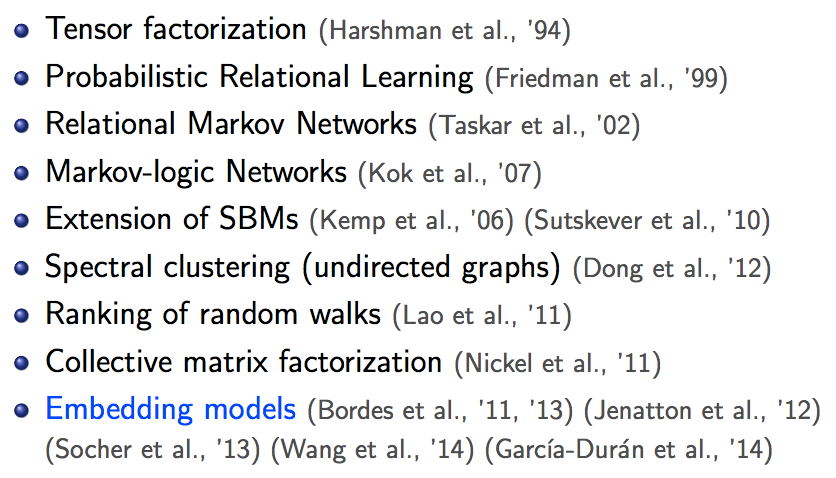 Tensor factorization (Harshman et al., '94)
Probabilistic Relational Learning (Friedman et al., '99)
Relational Markov Networks (Taskar et al., '02)
Markov-logic Networks (Kok et al., '07)
Extension of SBMs (Kemp et al., '06) (Sutskever et al., '10)
Spectral clustering (undirected graphs) (Dong et al., '12)
Ranking of random walks (Lao et al., '11)
Collective matrix factorization (Nickel et al., '11)
Embedding models (Bordes et al., '11, '13) (Jenatton et al., '12)
(Socher et al., '13) (Wang et al., '14) (García-Durán et al., '14)